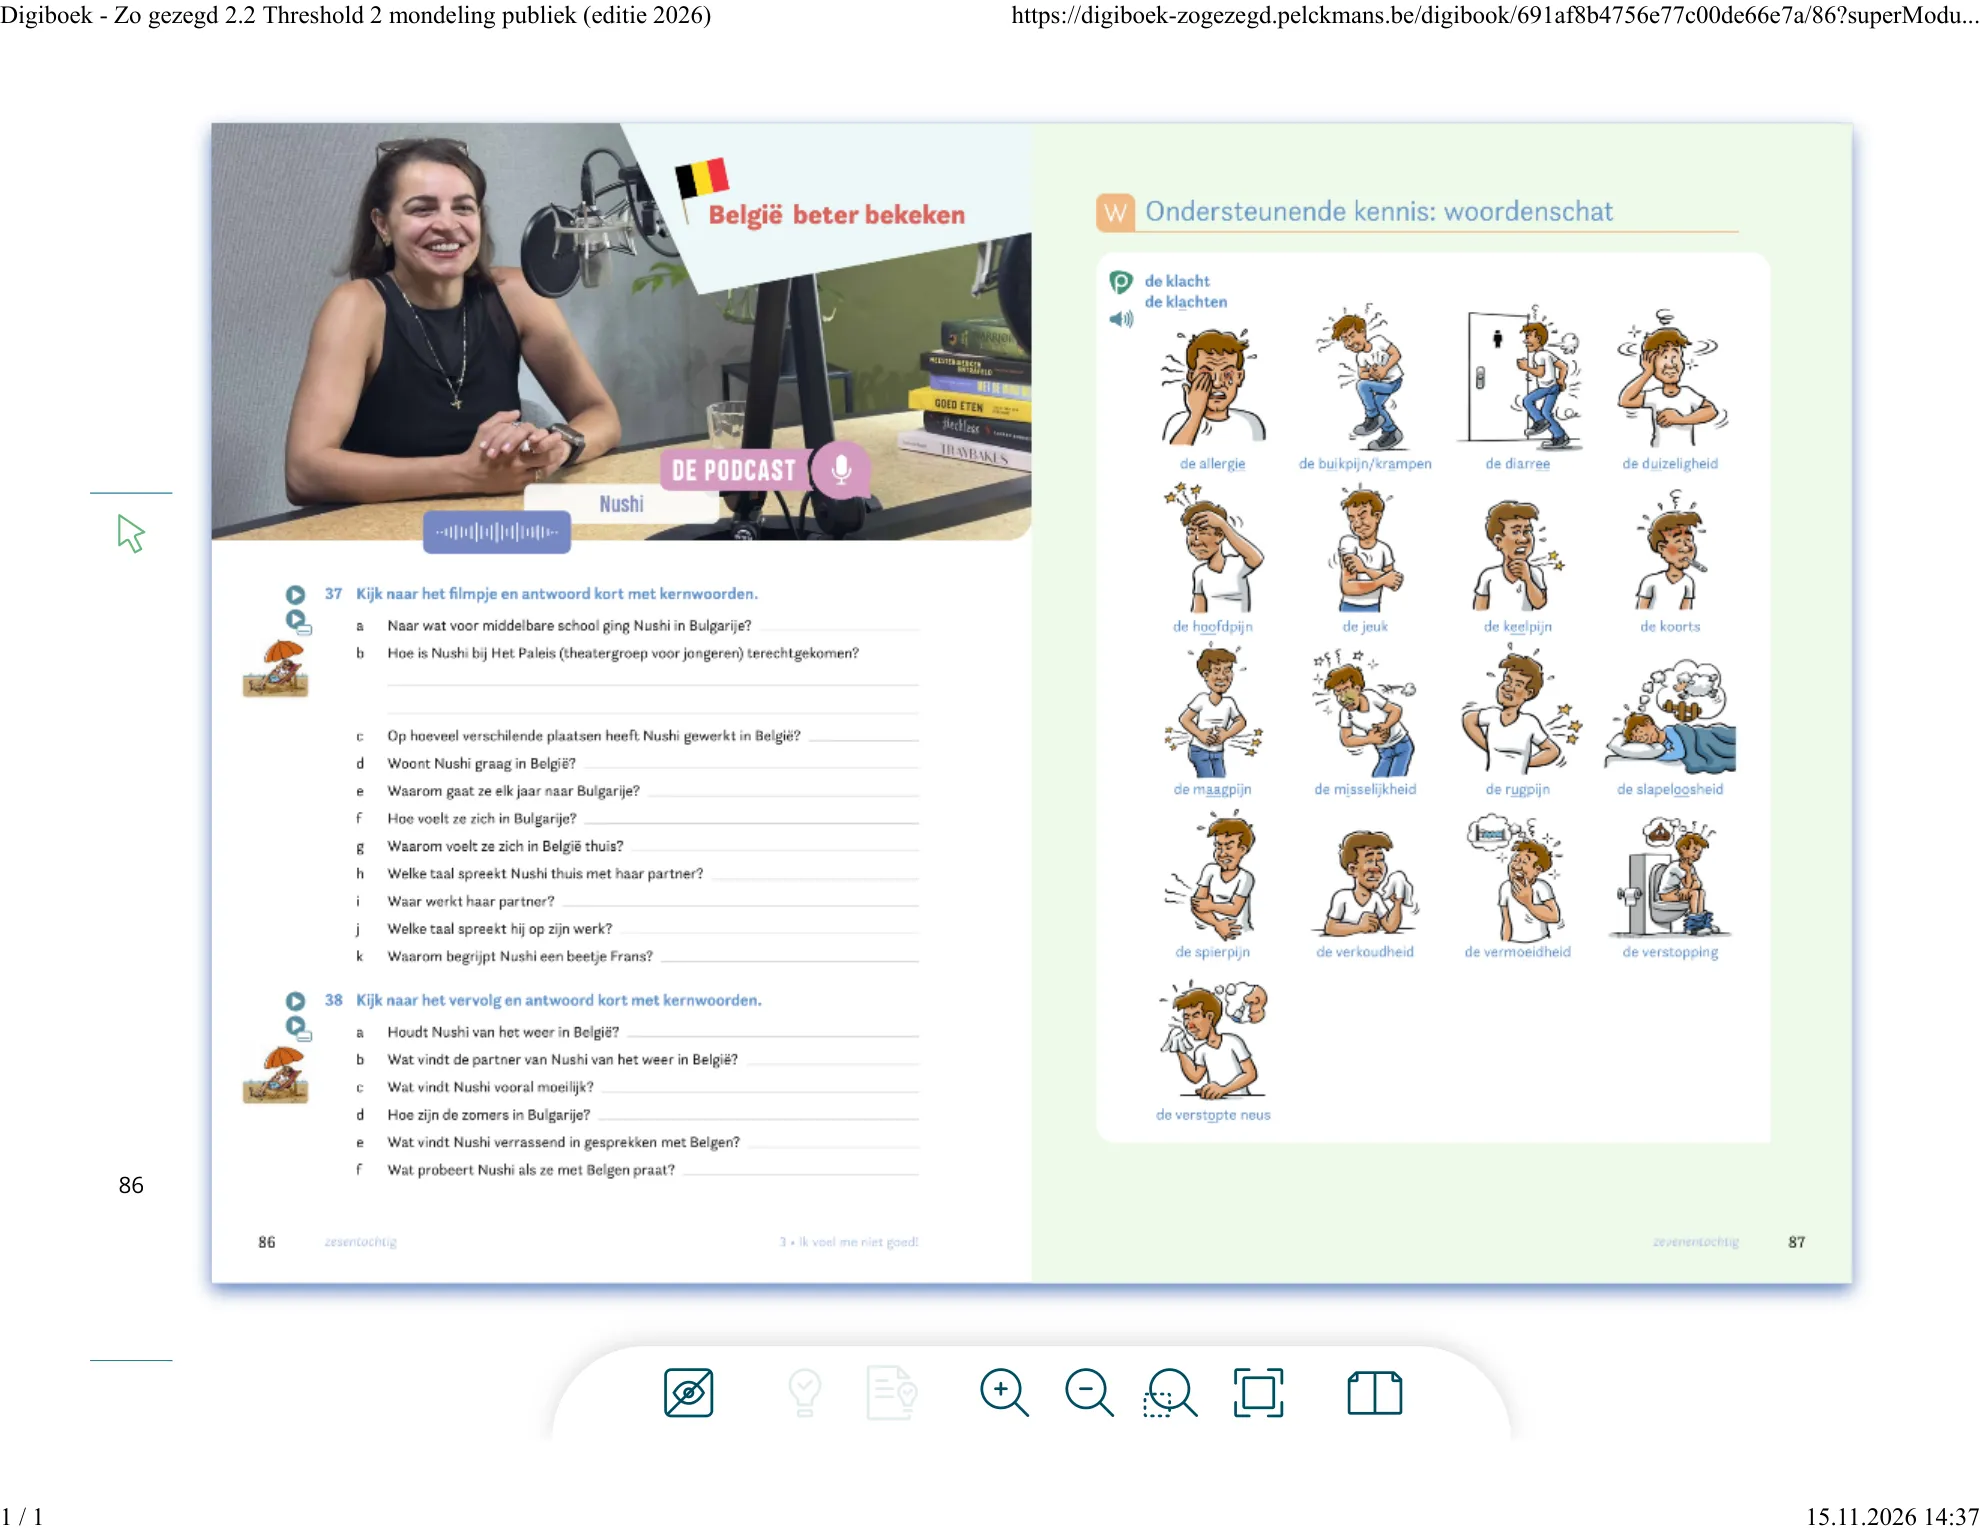 Digiboek - Zo gezegd 2.2 Threshold 2 mondeling publiek (editie 2026)
https://digiboek-zogezegd.pelckmans.be/digibook/691af8b4756e77c00de66e7a/86?superModu...
België beter bekeken
GOED ETEN
TRAYBAKES
DE PODCAST
Nushi
37 Kijk naar het filmpje en antwoord kort met kernwoorden.
a Naar wat voor middelbare school ging Nushi in Bulgarije?
b Hoe is Nushi bij Het Paleis (theatergroep voor jongeren) terechtgekomen?
c Op hoeveel verschilende plaatsen heeft Nushi gewerkt in België?
d Woont Nushi graag in België?
e Waarom gaat ze elk jaar naar Bulgarije?
f Hoe voelt ze zich in Bulgarije?
g Waarom voelt ze zich in België thuis?
h Welke taal spreekt Nushi thuis met haar partner?
i Waar werkt haar partner?
j Welke taal spreekt hij op zijn werk?
k Waarom begrijpt Nushi een beetje Frans?
38 Kijk naar het vervolg en antwoord kort met kernwoorden.
a Houdt Nushi van het weer in België?
b Wat vindt de partner van Nushi van het weer in België?
c Wat vindt Nushi vooral moeilijk?
d Hoe zijn de zomers in Bulgarije?
e Wat vindt Nushi verrassend in gesprekken met Belgen?
f Wat probeert Nushi als ze met Belgen praat?
86
86 zesentachtig 3 • Ik voel me niet goed!
W Ondersteunende kennis: woordenschat
de klacht
de klachten
de allergie de buikpijn/krampen de diarree de duizeligheid
de hoofdpijn de jeuk de keelpijn de koorts
de maagpijn de misselijkheid de rugpijn de slapeloosheid
de spierpijn de verkoudheid de vermoeidheid de verstopping
de verstopte neus
zevenentachtig 87
1 / 1
15.11.2026 14:37